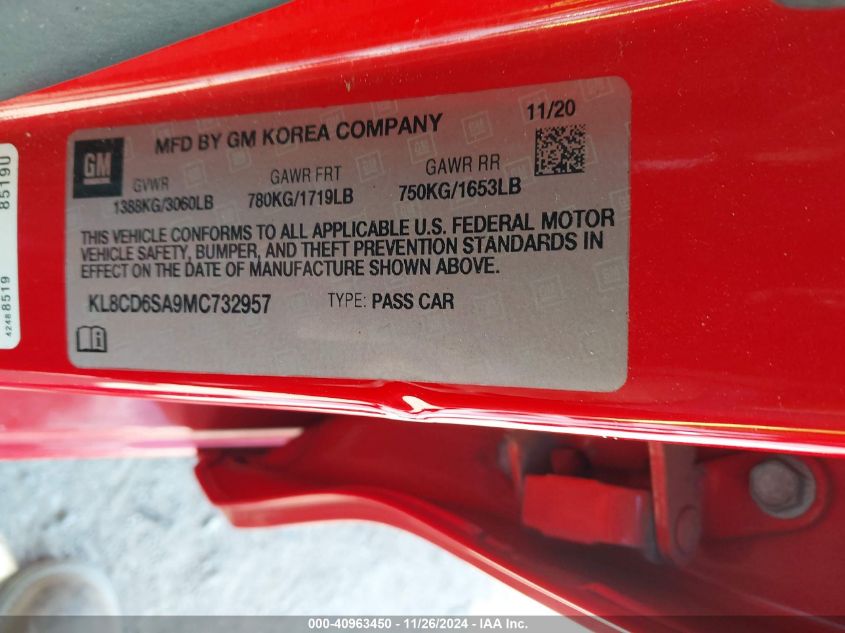 MFD BY GM KOREA COMPANY
11/20
GM
GVWR
GAWR FRT
GAWR RR
1388KG/3060LB
780KG/1719LB
750KG/1653LB
THIS VEHICLE CONFORMS TO ALL APPLICABLE U.S. FEDERAL MOTOR
VEHICLE SAFETY, BUMPER, AND THEFT PREVENTION STANDARDS IN
EFFECT ON THE DATE OF MANUFACTURE SHOWN ABOVE.
KL8CD6SA9MC732957
TYPE: PASS CAR
8519U
42488519
000-40963450 - 11/26/2024 - IAA Inc.